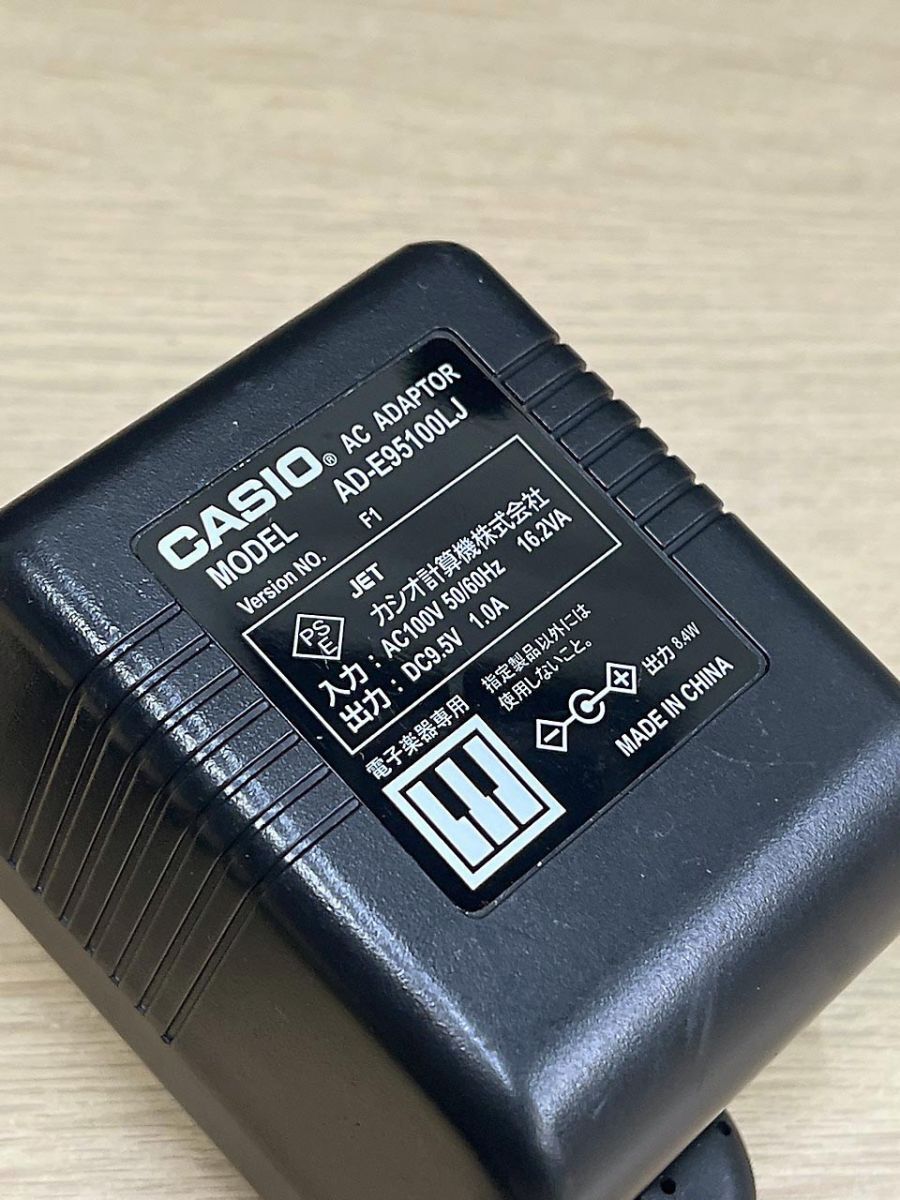 CASIO® AC ADAPTOR
MODEL AD-E95100LJ
Version NO. F1
PSE JET
カシオ計算機株式会社
入力：AC100V 50/60Hz 16.2VA
出力：DC9.5V 1.0A
電子楽器専用
指定製品以外には
使用しないこと。
- +
出力 8.4W
MADE IN CHINA